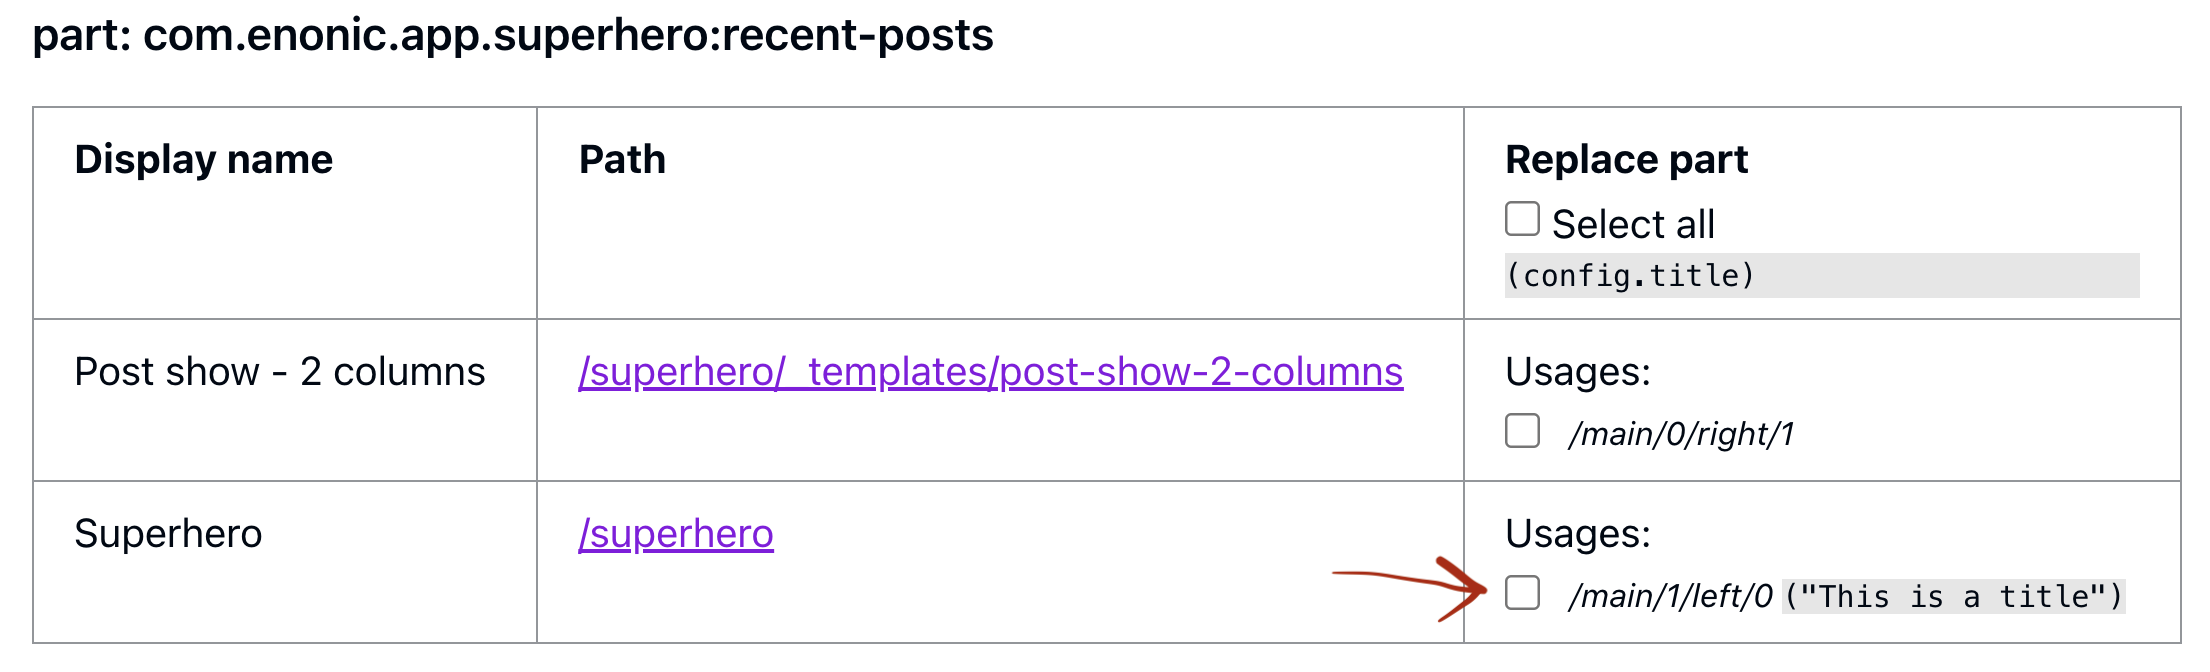 part: com.enonic.app.superhero:recent-posts
Display name
Path
Replace part
Select all
(config.title)
Post show - 2 columns
/superhero/_templates/post-show-2-columns
Usages:
/main/0/right/1
Superhero
/superhero
Usages:
/main/1/left/0 ("This is a title")